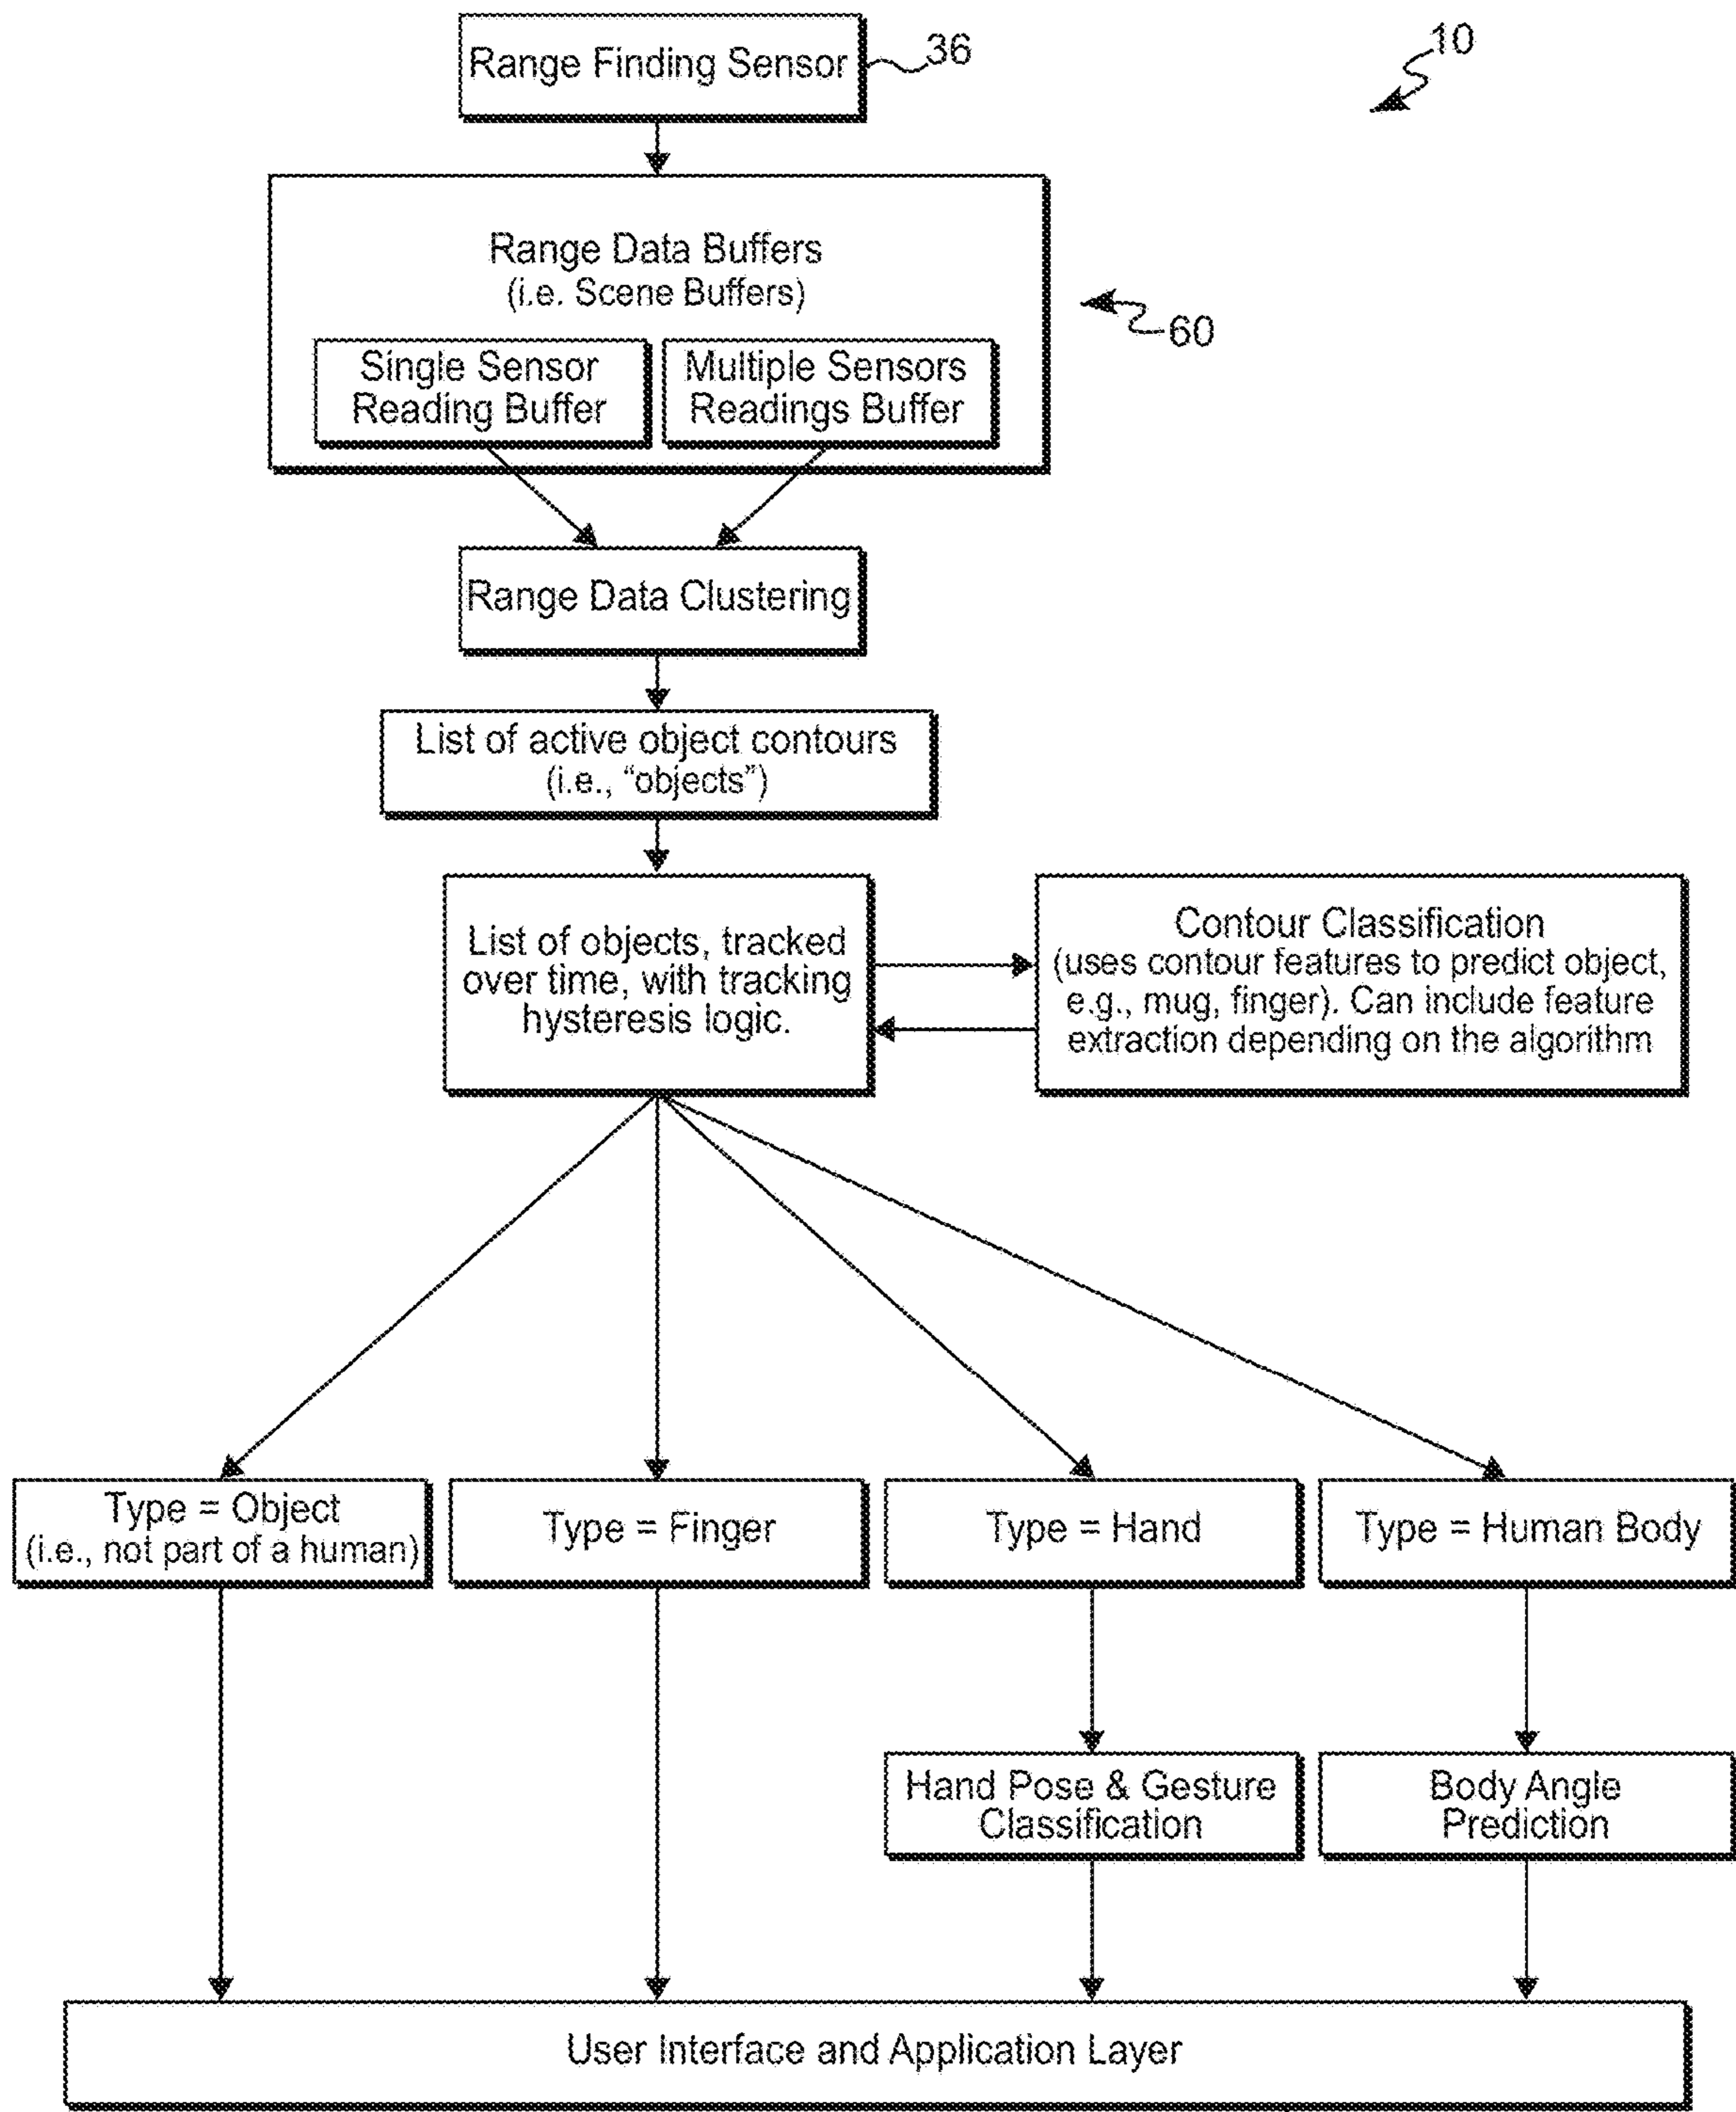 Range Finding Sensor
36
10
Range Data Buffers
(i.e. Scene Buffers)
60
Single Sensor
Reading Buffer
Multiple Sensors
Readings Buffer
Range Data Clustering
List of active object contours
(i.e., “objects”)
List of objects, tracked
over time, with tracking
hysteresis logic.
Contour Classification
(uses contour features to predict object,
e.g., mug, finger). Can include feature
extraction depending on the algorithm
Type = Object
(i.e., not part of a human)
Type = Finger
Type = Hand
Type = Human Body
Hand Pose & Gesture
Classification
Body Angle
Prediction
User Interface and Application Layer